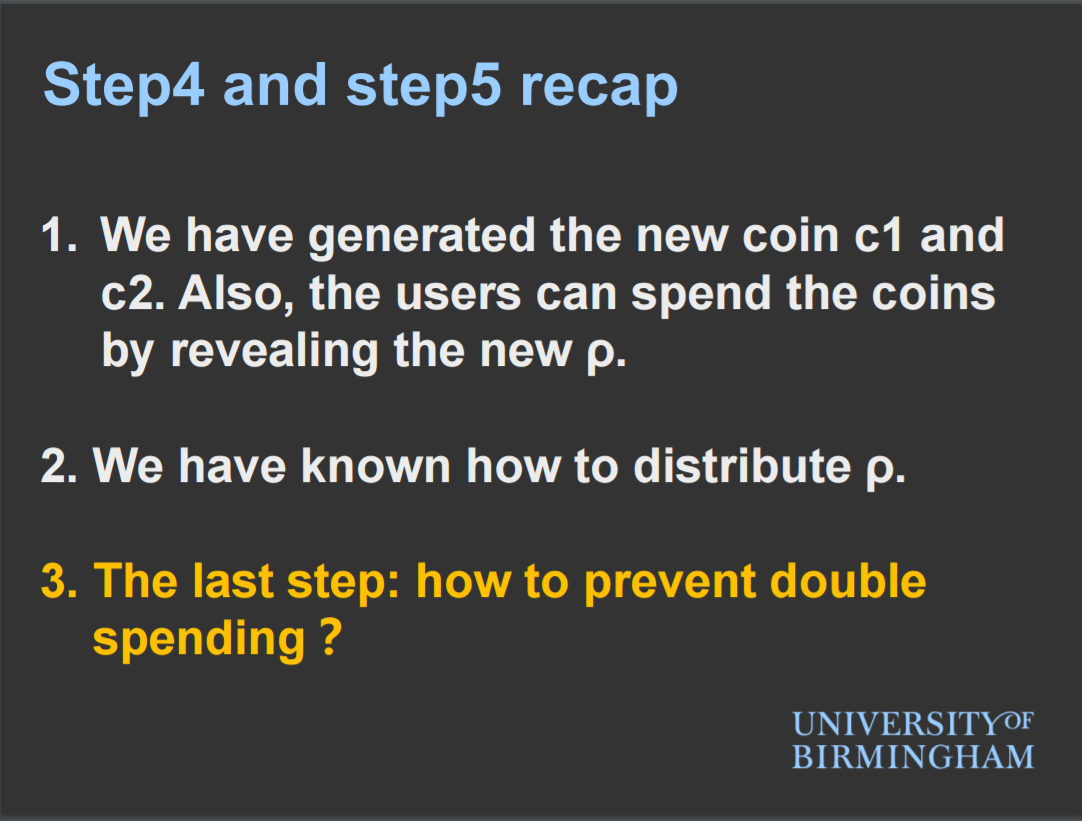 Step4 and step5 recap
1. We have generated the new coin c1 and
c2. Also, the users can spend the coins
by revealing the new ρ.
2. We have known how to distribute ρ.
3. The last step: how to prevent double
spending ?
UNIVERSITY OF
BIRMINGHAM